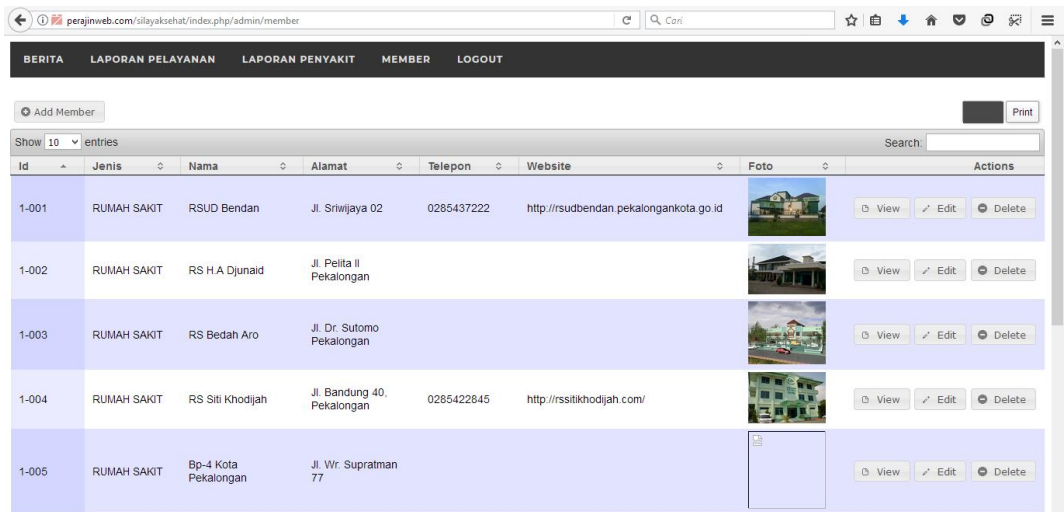 perajinweb.com/silayaksehat/index.php/admin/member
Cari
BERITA LAPORAN PELAYANAN LAPORAN PENYAKIT MEMBER LOGOUT
Add Member
Print
Show 10 entries
Search:
Id Jenis Nama Alamat Telepon Website Foto Actions
1-001 RUMAH SAKIT RSUD Bendan Jl. Sriwijaya 02 0285437222 http://rsudbendan.pekalongankota.go.id View Edit Delete
1-002 RUMAH SAKIT RS H.A Djunaid Jl. Pelita II
Pekalongan
View Edit Delete
1-003 RUMAH SAKIT RS Bedah Aro Jl. Dr. Sutomo
Pekalongan
View Edit Delete
1-004 RUMAH SAKIT RS Siti Khodijah Jl. Bandung 40,
Pekalongan
0285422845 http://rssitikhodijah.com/ View Edit Delete
1-005 RUMAH SAKIT Bp-4 Kota
Pekalongan
Jl. Wr. Supratman
77
View Edit Delete